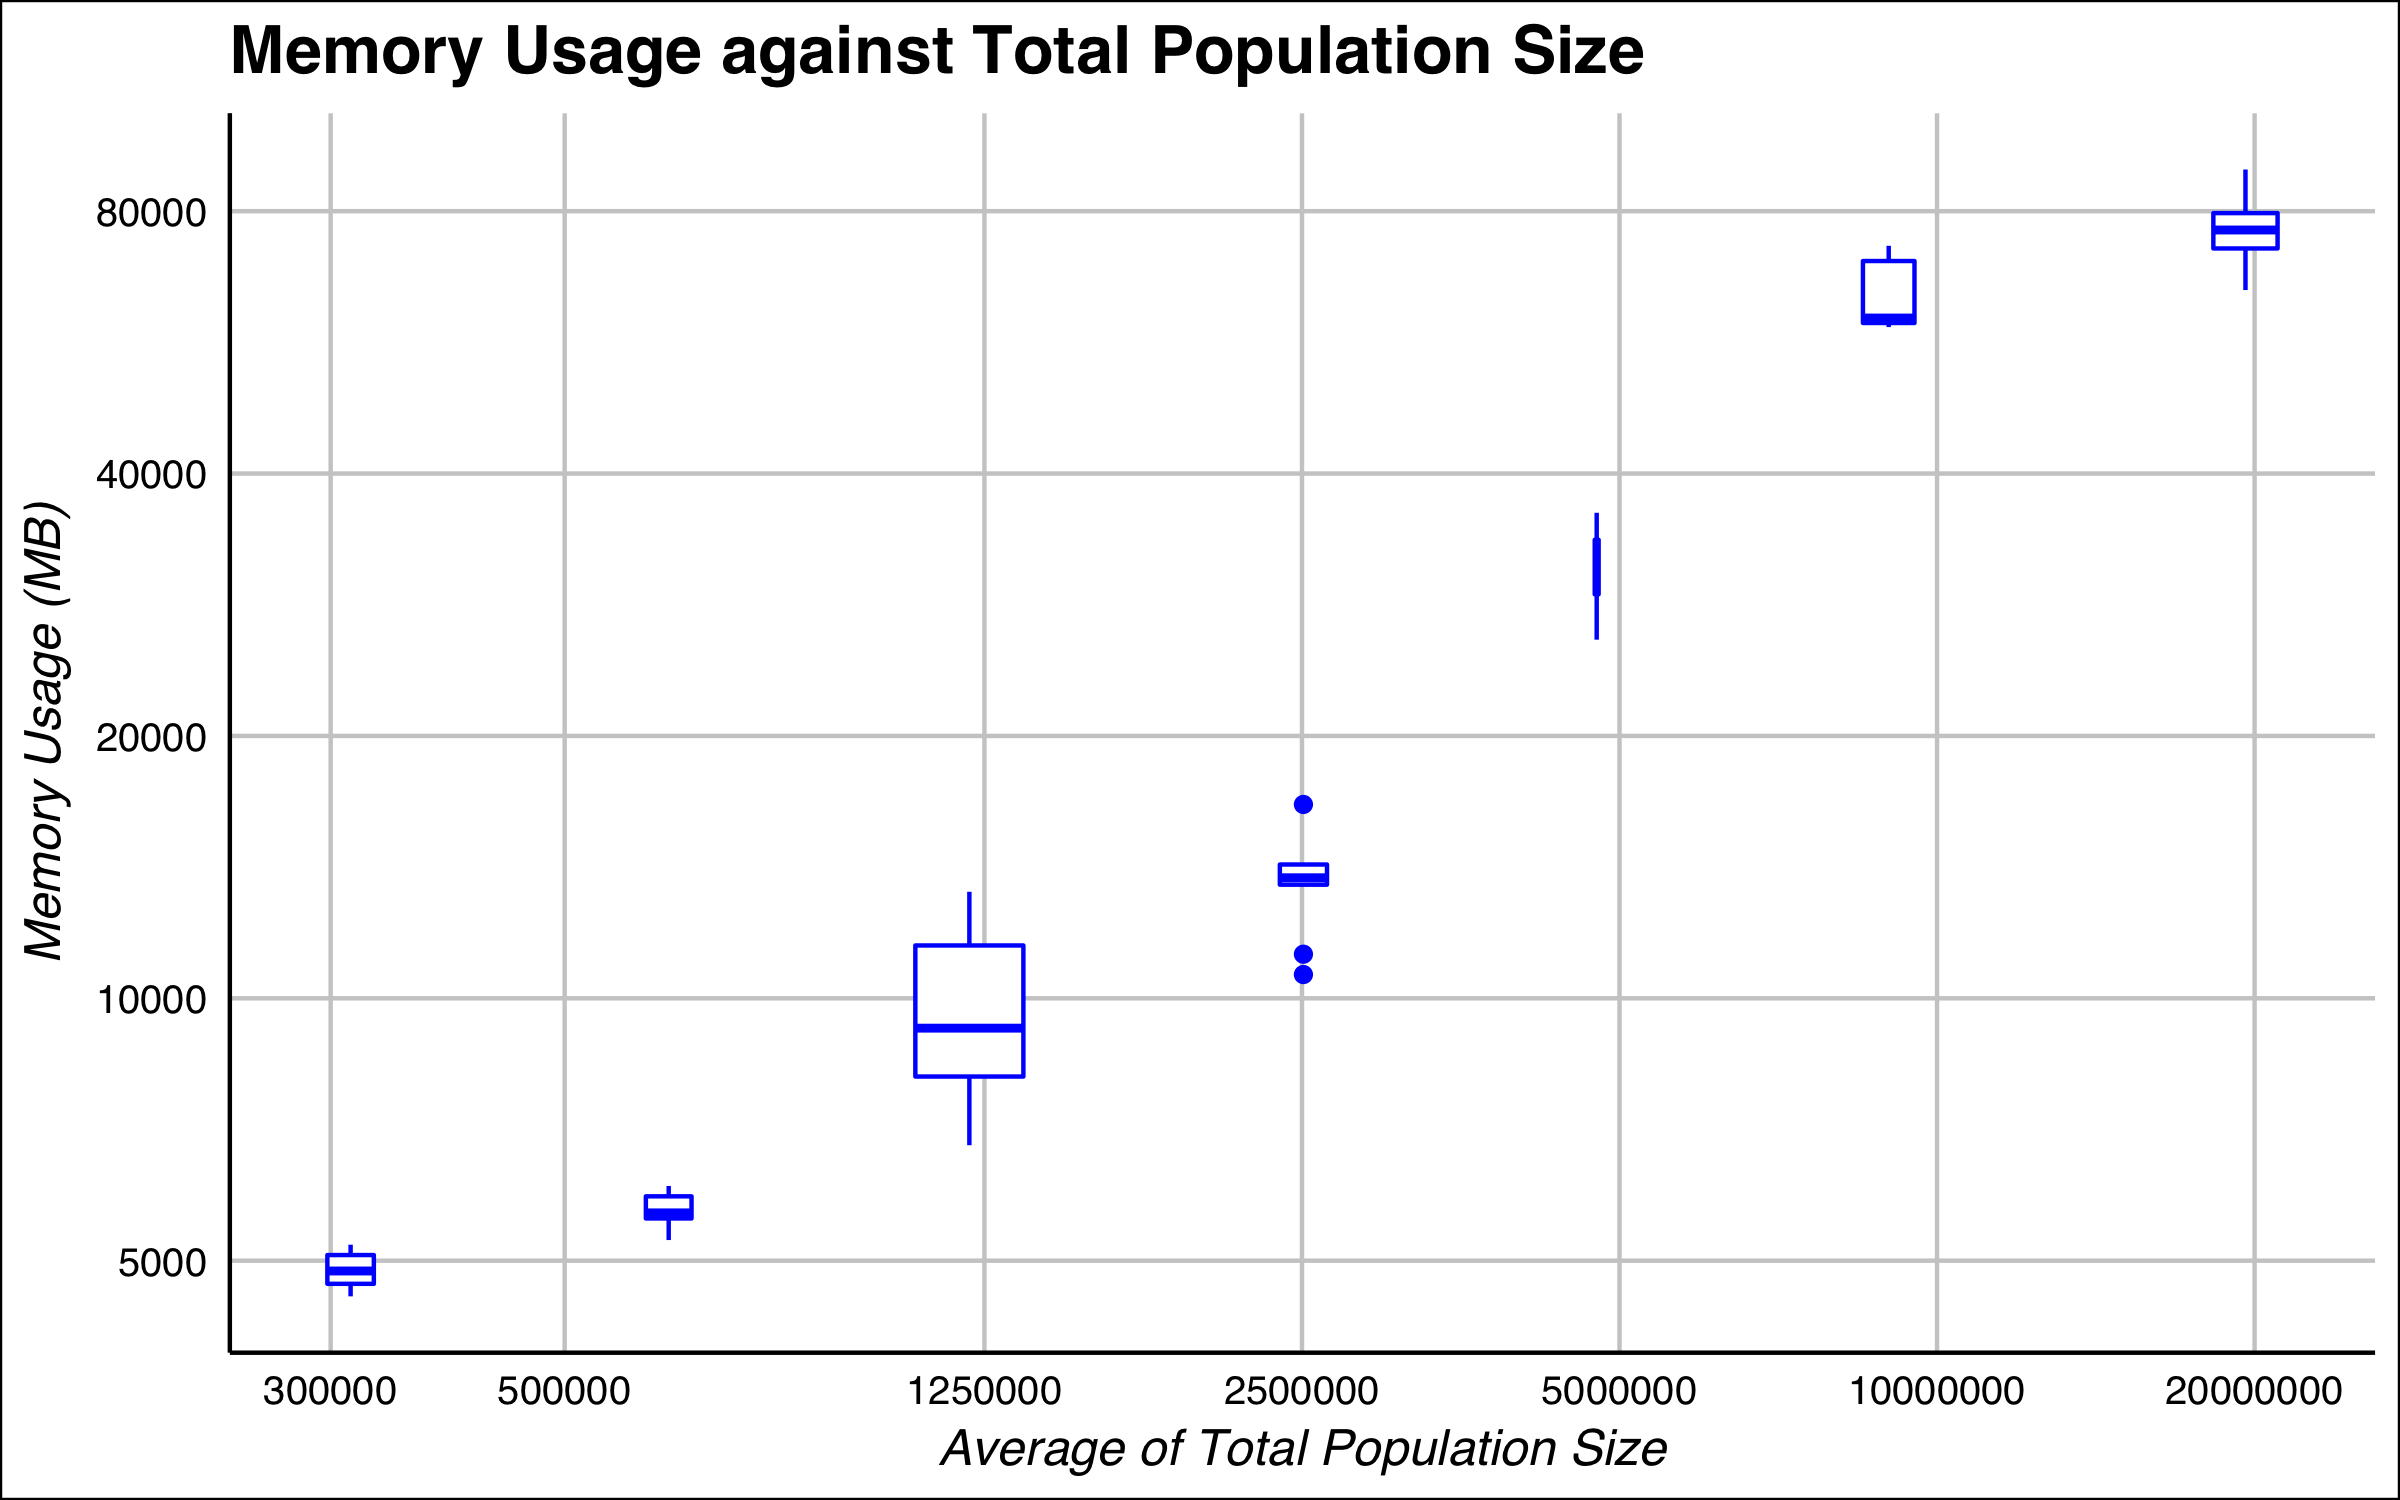 Memory Usage against Total Population Size
80000
40000
20000
10000
5000
Memory Usage (MB)
300000 500000 1250000 2500000 5000000 10000000 20000000
Average of Total Population Size